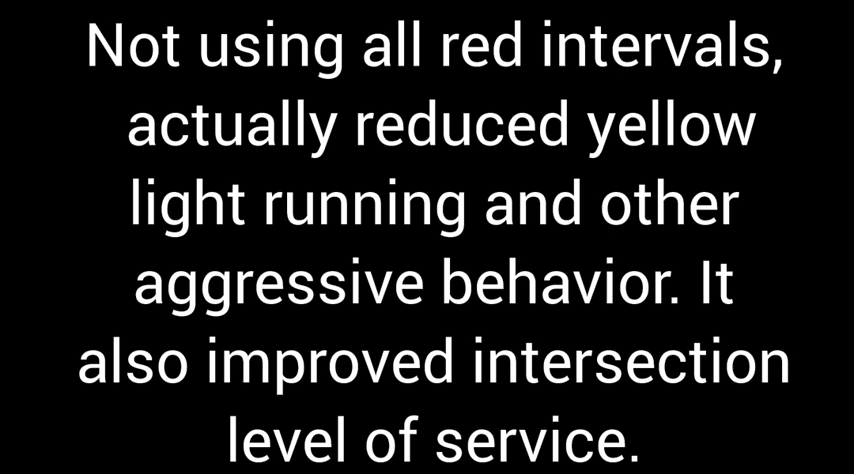 Not using all red intervals,
actually reduced yellow
light running and other
aggressive behavior. It
also improved intersection
level of service.